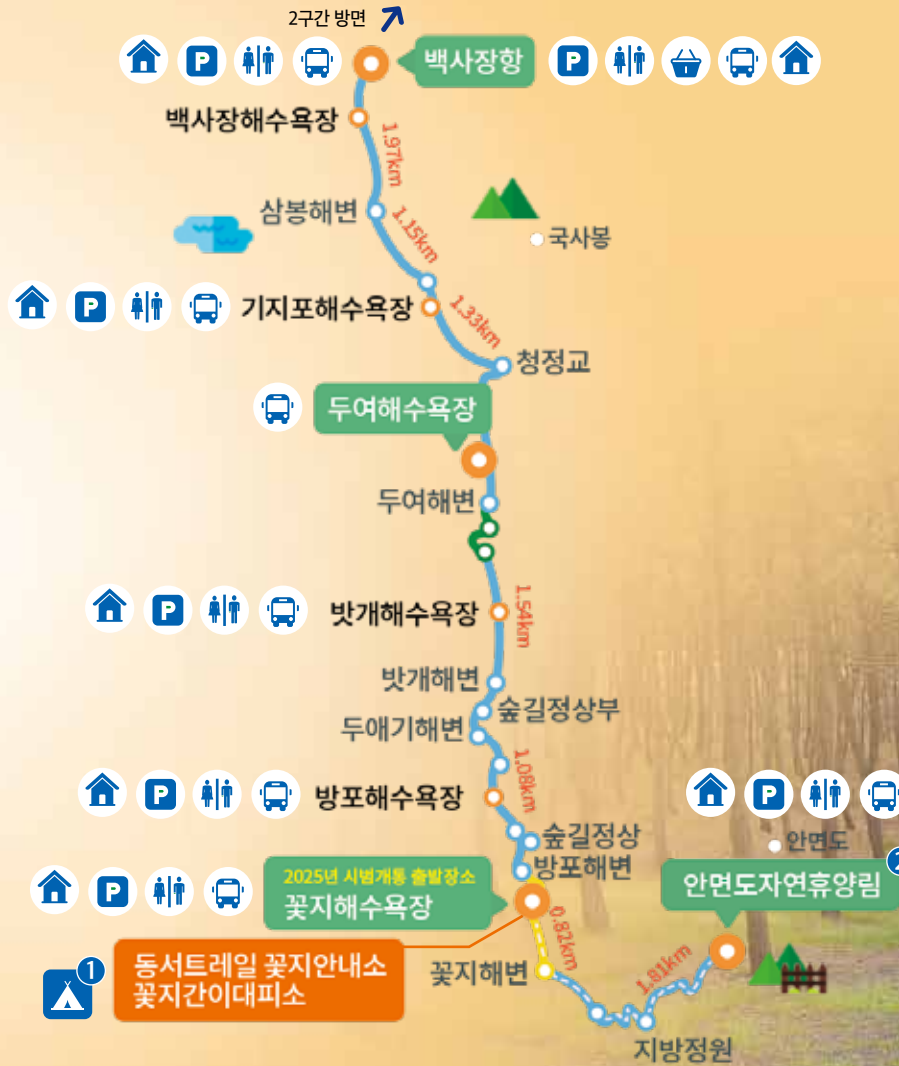 2구간 방면
백사장항
백사장해수욕장
1.97km
삼봉해변
1.15km
국사봉
기지포해수욕장
1.33km
청정교
두여해수욕장
두여해변
밧개해수욕장
1.54km
밧개해변
숲길정상부
두애기해변
1.08km
방포해수욕장
숲길정상
안면도
방포해변
2025년 시범개통 출발장소
꽃지해수욕장
안면도자연휴양림
2
0.82km
1
동서트레일 꽃지안내소
꽃지간이대피소
꽃지해변
1.81km
지방정원
P
P
P
P
P
P
P